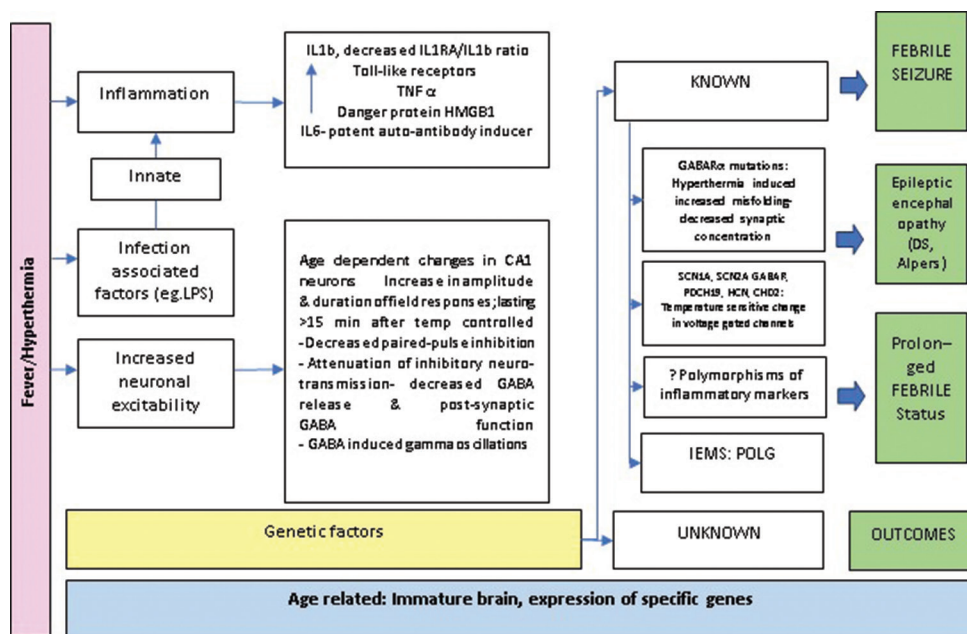 Fever/Hyperthermia
Inflammation
Innate
Infection
associated
factors (eg.LPS)
Increased
neuronal
excitability
IL1b, decreased IL1RA/IL1b ratio
Toll-like receptors
TNF α
Danger protein HMGB1
IL6- potent auto-antibody inducer
Age dependent changes in CA1
neurons Increase in amplitude
& duration of field responses; lasting
>15 min after temp controlled
-Decreased paired-pulse inhibition
- Attenuation of inhibitory neuro-
transmission- decreased GABA
release & post-synaptic
GABA function
- GABA induced gamma oscillations
Genetic factors
KNOWN
GABARα mutations:
Hyperthermia induced
increased misfolding-
decreased synaptic
concentration
SCN1A, SCN2A GABAR,
PDCH19, HCN, CHD2:
Temperature sensitive change
in voltage gated channels
? Polymorphisms of
inflammatory markers
IEMS: POLG
UNKNOWN
FEBRILE
SEIZURE
Epileptic
encephal
opathy
(DS,
Alpers)
Prolon–
ged
FEBRILE
Status
OUTCOMES
Age related: Immature brain, expression of specific genes